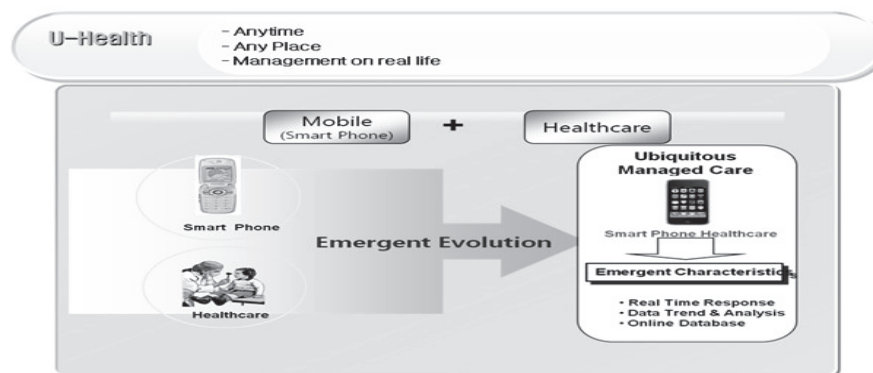 U-Health
- Anytime
- Any Place
- Management on real life
Mobile
(Smart Phone)
+
Healthcare
Smart Phone
Healthcare
Emergent Evolution
Ubiquitous
Managed Care
Smart Phone Healthcare
Emergent Characteristics
• Real Time Response
• Data Trend & Analysis
• Online Database